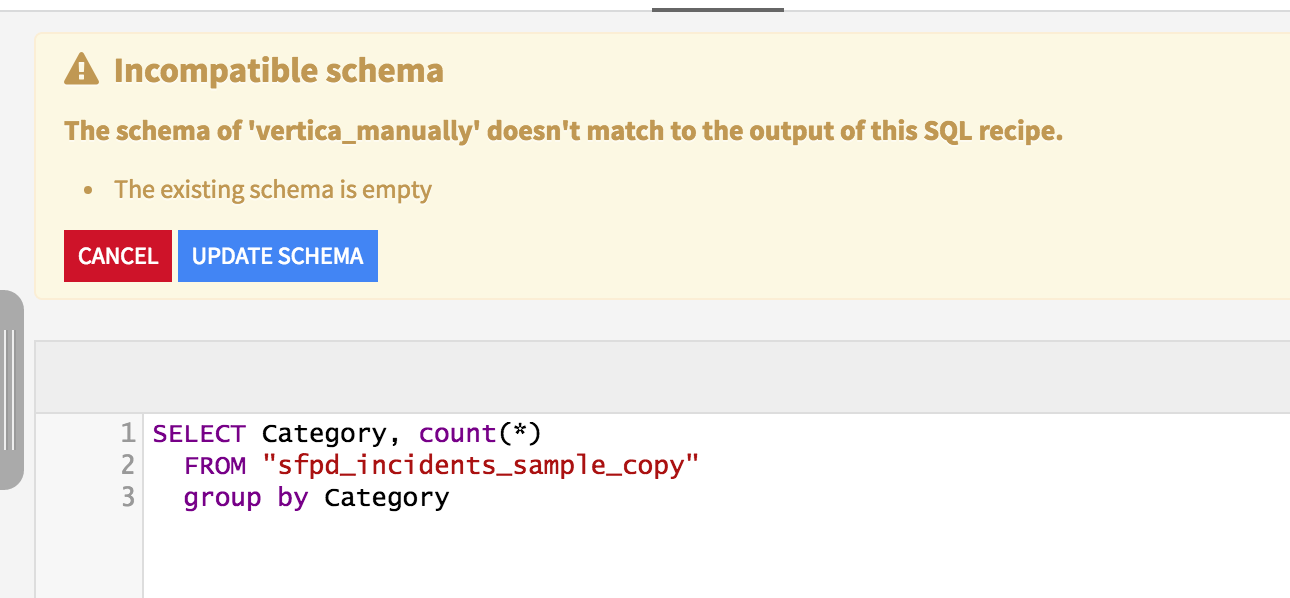 Incompatible schema
The schema of 'vertica_manually' doesn't match to the output of this SQL recipe.
• The existing schema is empty
CANCEL UPDATE SCHEMA
1 SELECT Category, count(*)
2 FROM "sfpd_incidents_sample_copy"
3 group by Category